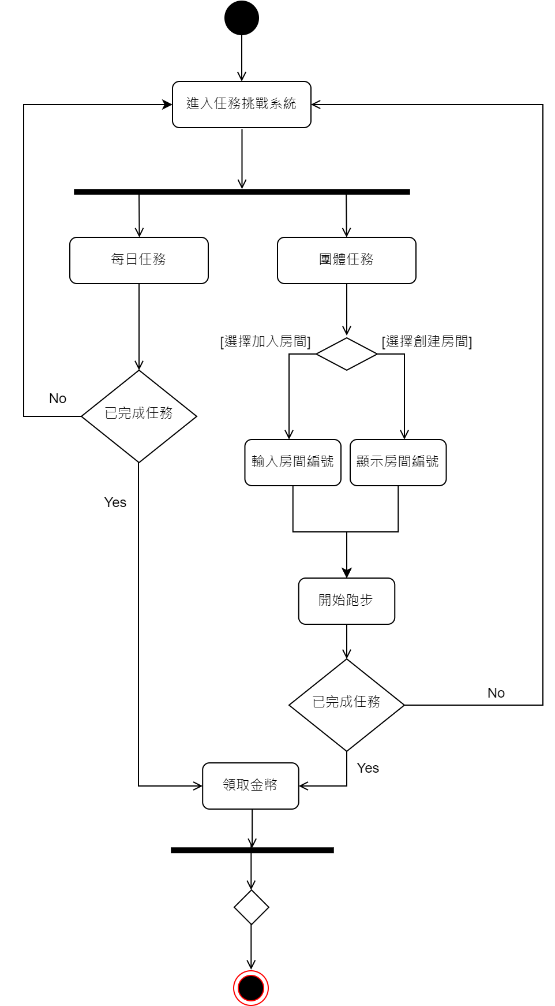 進入任務挑戰系統
每日任務
團體任務
[選擇加入房間]
[選擇創建房間]
No
已完成任務
輸入房間編號
顯示房間編號
Yes
開始跑步
已完成任務
No
Yes
領取金幣